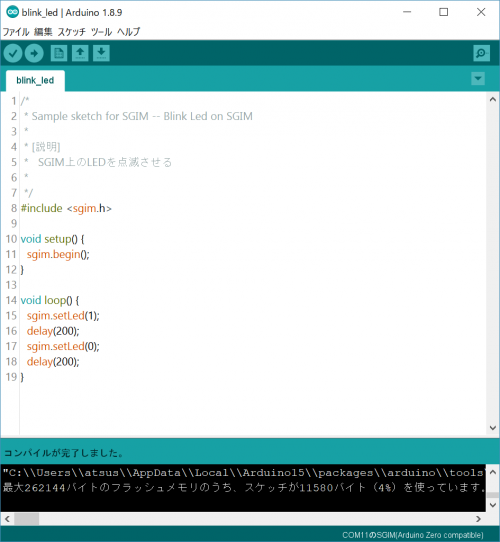 blink_led | Arduino 1.8.9
ファイル 編集 スケッチ ツール ヘルプ
blink_led
1 /*
2  * Sample sketch for SGIM -- Blink Led on SGIM
3  *
4  * [説明]
5  *   SGIM上のLEDを点滅させる
6  *
7  */
8 #include <sgim.h>
9
10 void setup() {
11   sgim.begin();
12 }
13
14 void loop() {
15   sgim.setLed(1);
16   delay(200);
17   sgim.setLed(0);
18   delay(200);
19 }
コンパイルが完了しました。
"C:\\Users\\atsus\\AppData\\Local\\Arduino15\\packages\\arduino\\tools
最大262144バイトのフラッシュメモリのうち、スケッチが11580バイト（4%）を使っています。
COM11のSGIM(Arduino Zero compatible)